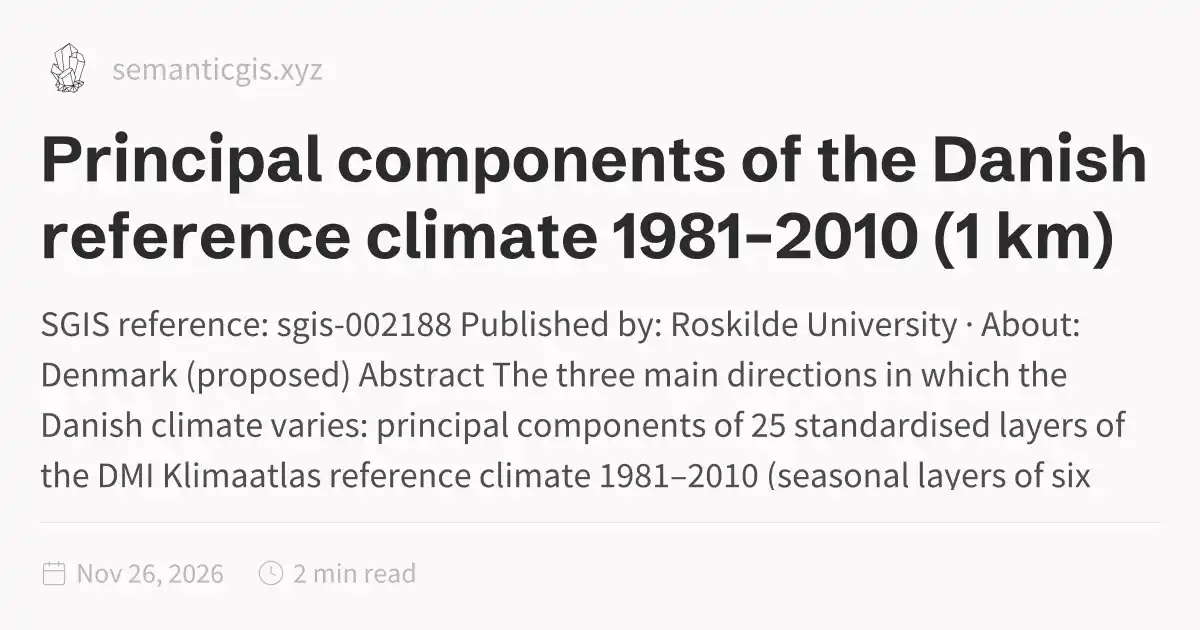 semanticgis.xyz
Principal components of the Danish
reference climate 1981–2010 (1 km)
SGIS reference: sgis-002188 Published by: Roskilde University · About:
Denmark (proposed) Abstract The three main directions in which the
Danish climate varies: principal components of 25 standardised layers of
the DMI Klimaatlas reference climate 1981–2010 (seasonal layers of six
Nov 26, 2026 2 min read